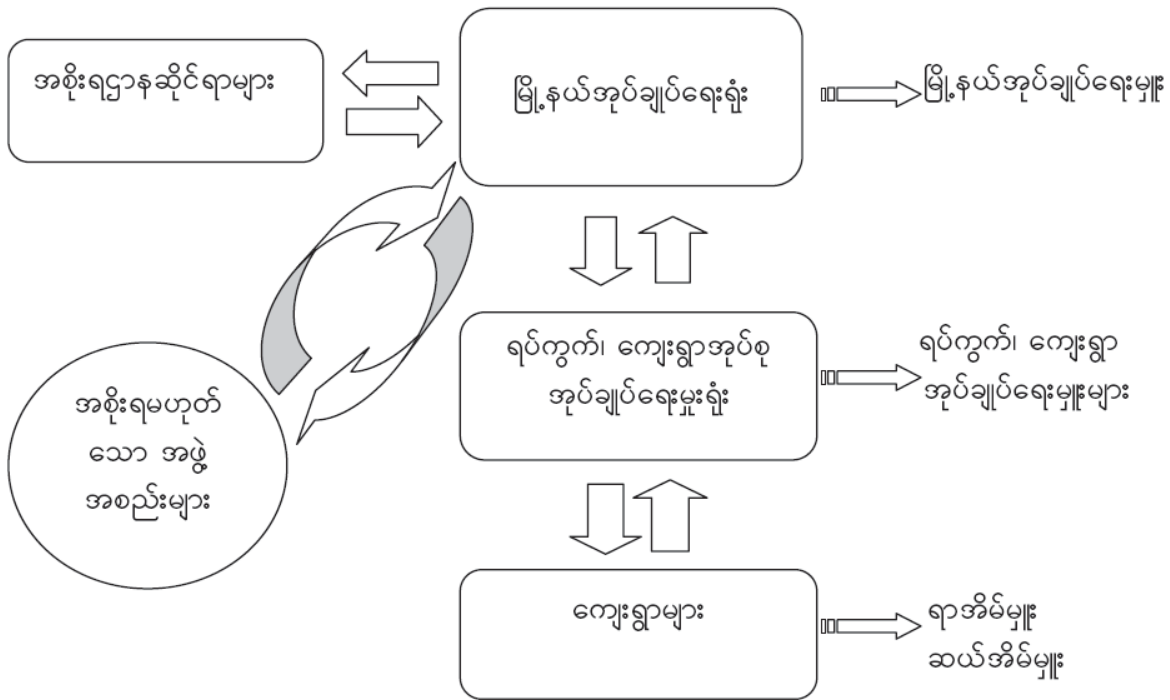 အစိုးရဌာနဆိုင်ရာများ
မြို့နယ်အုပ်ချုပ်ရေးရုံး
မြို့နယ်အုပ်ချုပ်ရေးမှူး
ရပ်ကွက်၊ ကျေးရွာအုပ်စု
အုပ်ချုပ်ရေးမှုးရုံး
ရပ်ကွက်၊ ကျေးရွာ
အုပ်ချုပ်ရေးမှူးများ
အစိုးရမဟုတ်
သော အဖွဲ့
အစည်းများ
ကျေးရွာများ
ရာအိမ်မှူး
ဆယ်အိမ်မှူး